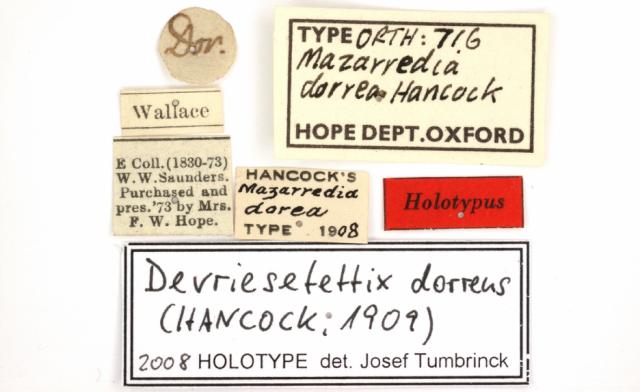 Dor.
Wallace
E Coll. (1830-73)
W. W. Saunders.
Purchased and
pres. '73 by Mrs.
F. W. Hope.
TYPE ORTH: 716
Mazarredia
dorrea Hancock
HOPE DEPT. OXFORD
HANCOCK'S
Mazarredia
dorea
TYPE 1908
Holotypus
Devriesetettix dorreus
(HANCOCK, 1909)
2008 HOLOTYPE det. Josef Tumbrinck